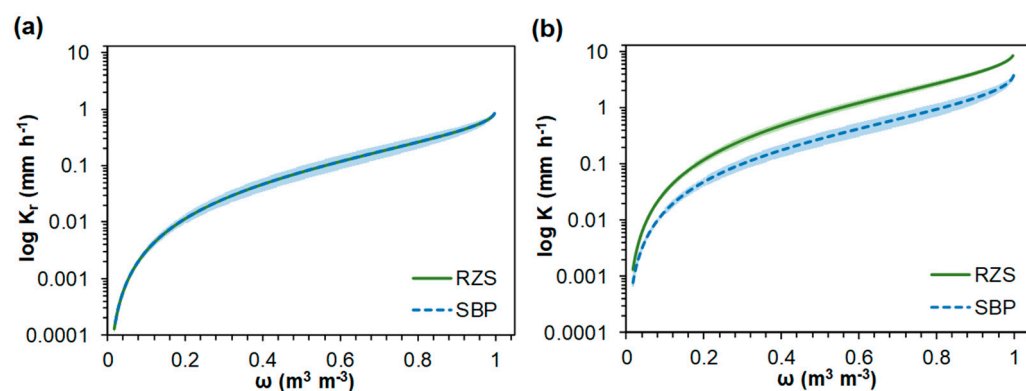 (a)
10
1
0.1
0.01
0.001
0.0001
log Kr (mm h-1)
RZS
SBP
0 0.2 0.4 0.6 0.8 1
ω (m3 m-3)
(b)
10
1
0.1
0.01
0.001
0.0001
log K (mm h-1)
RZS
SBP
0 0.2 0.4 0.6 0.8 1
ω (m3 m-3)